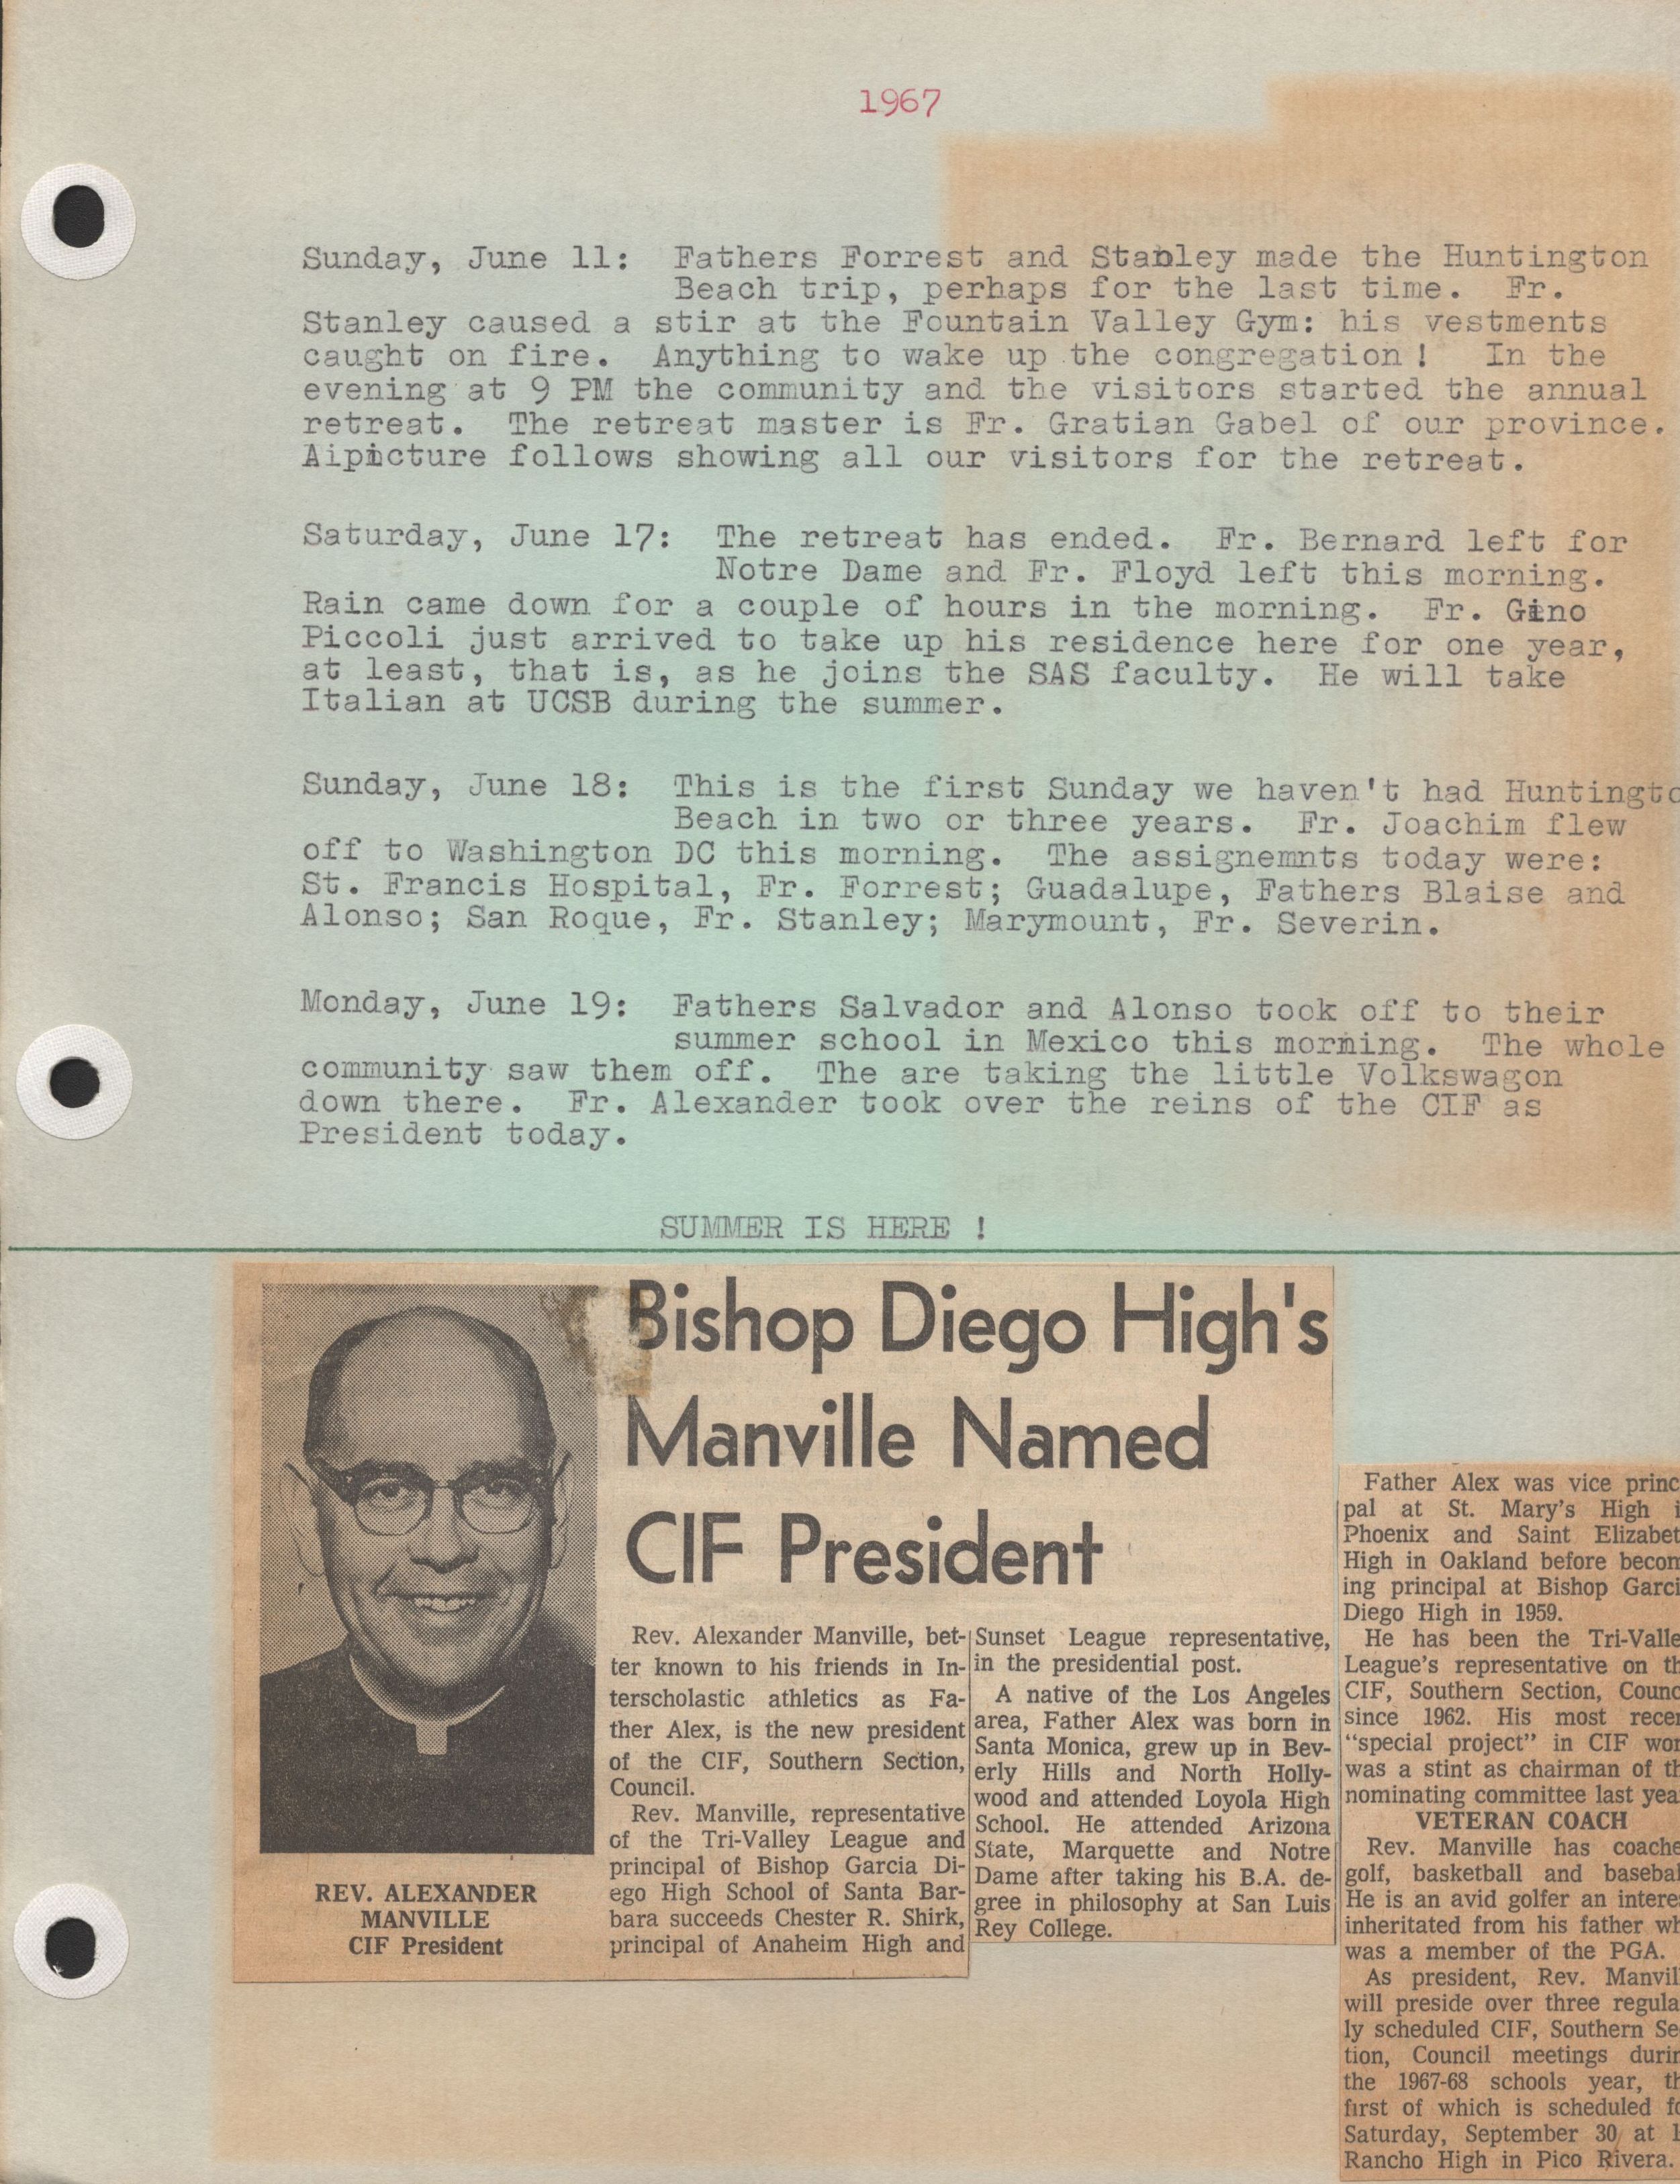 1967
Sunday, June 11: Fathers Forrest and Stanley made the Huntington
Beach trip, perhaps for the last time. Fr.
Stanley caused a stir at the Fountain Valley Gym: his vestments
caught on fire. Anything to wake up the congregation! In the
evening at 9 PM the community and the visitors started the annual
retreat. The retreat master is Fr. Gratian Gabel of our province.
Aipicture follows showing all our visitors for the retreat.
Saturday, June 17: The retreat has ended. Fr. Bernard left for
Notre Dame and Fr. Floyd left this morning.
Rain came down for a couple of hours in the morning. Fr. Gino
Piccoli just arrived to take up his residence here for one year,
at least, that is, as he joins the SAS faculty. He will take
Italian at UCSB during the summer.
Sunday, June 18: This is the first Sunday we haven't had Huntingto
Beach in two or three years. Fr. Joachim flew
off to Washington DC this morning. The assignemnts today were:
St. Francis Hospital, Fr. Forrest; Guadalupe, Fathers Blaise and
Alonso; San Roque, Fr. Stanley; Marymount, Fr. Severin.
Monday, June 19: Fathers Salvador and Alonso took off to their
summer school in Mexico this morning. The whole
community saw them off. The are taking the little Volkswagon
down there. Fr. Alexander took over the reins of the CIF as
President today.
SUMMER IS HERE !
Bishop Diego High's
Manville Named
CIF President
REV. ALEXANDER
MANVILLE
CIF President
Rev. Alexander Manville, bet-
ter known to his friends in In-
terscholastic athletics as Fa-
ther Alex, is the new president
of the CIF, Southern Section,
Council.
Rev. Manville, representative
of the Tri-Valley League and
principal of Bishop Garcia Di-
ego High School of Santa Bar-
bara succeeds Chester R. Shirk,
principal of Anaheim High and
Sunset League representative,
in the presidential post.
A native of the Los Angeles
area, Father Alex was born in
Santa Monica, grew up in Bev-
erly Hills and North Holly-
wood and attended Loyola High
School. He attended Arizona
State, Marquette and Notre
Dame after taking his B.A. de-
gree in philosophy at San Luis
Rey College.
Father Alex was vice princ
pal at St. Mary's High i
Phoenix and Saint Elizabet
High in Oakland before becom
ing principal at Bishop Garci
Diego High in 1959.
He has been the Tri-Valle
League's representative on th
CIF, Southern Section, Counc
since 1962. His most recen
"special project" in CIF wor
was a stint as chairman of th
nominating committee last yea
VETERAN COACH
Rev. Manville has coache
golf, basketball and basebal
He is an avid golfer an interes
inheritated from his father wh
was a member of the PGA.
As president, Rev. Manvill
will preside over three regula
ly scheduled CIF, Southern Se
tion, Council meetings durin
the 1967-68 schools year, th
first of which is scheduled fo
Saturday, September 30 at
Rancho High in Pico Rivera.